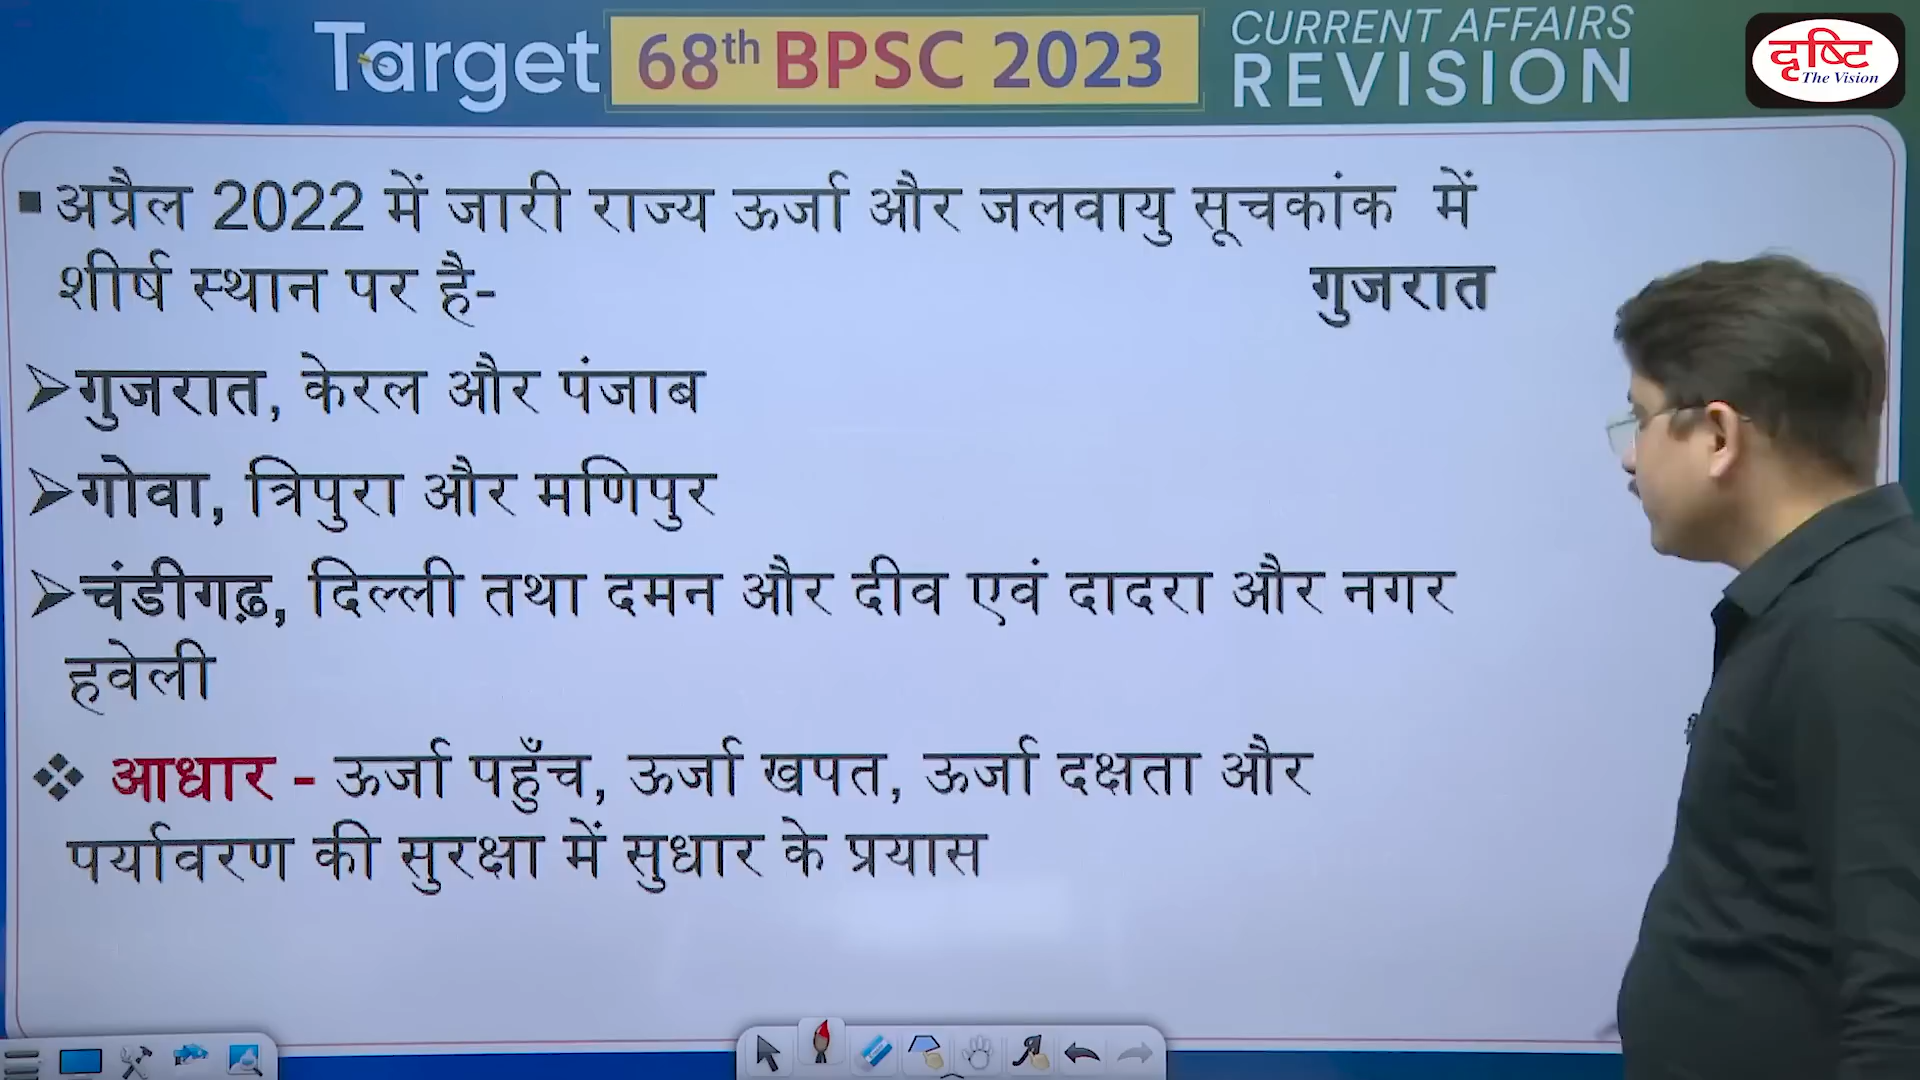 Target 68th BPSC 2023 CURRENT AFFAIRS
REVISION
दृष्टि
The Vision
▪ अप्रैल 2022 में जारी राज्य ऊर्जा और जलवायु सूचकांक में
शीर्ष स्थान पर है- गुजरात
➢ गुजरात, केरल और पंजाब
➢ गोवा, त्रिपुरा और मणिपुर
➢ चंडीगढ़, दिल्ली तथा दमन और दीव एवं दादरा और नगर
हवेली
❖ आधार - ऊर्जा पहुँच, ऊर्जा खपत, ऊर्जा दक्षता और
पर्यावरण की सुरक्षा में सुधार के प्रयास